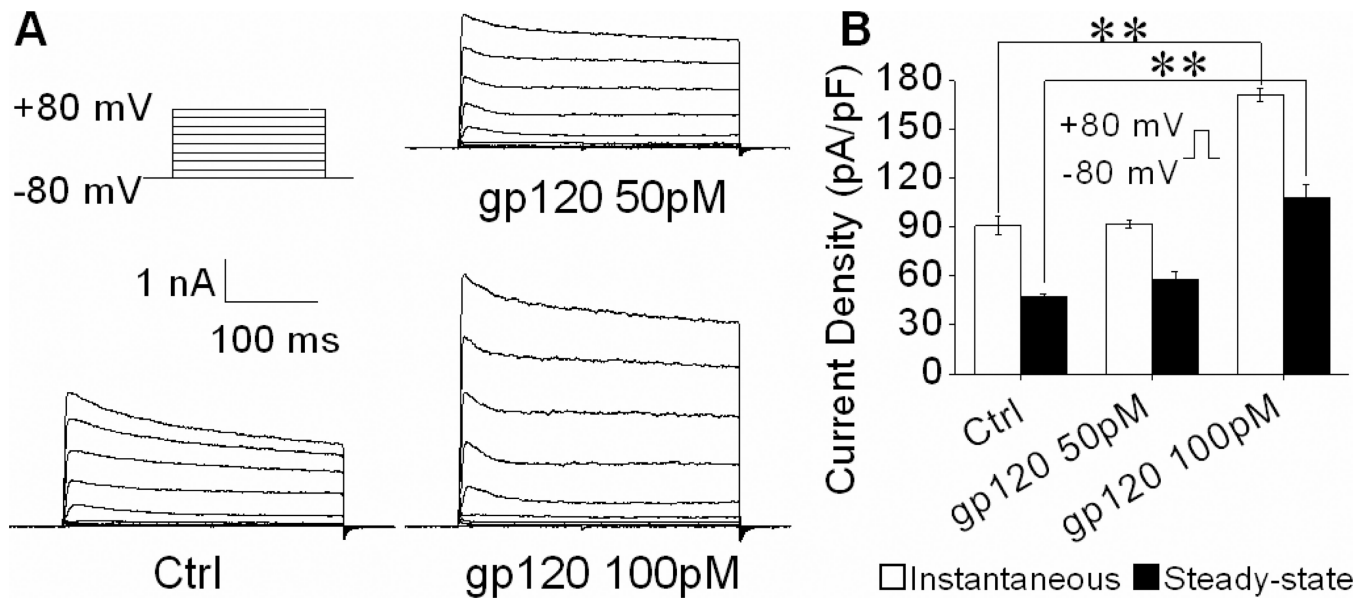 A
+80 mV
-80 mV
1 nA
100 ms
Ctrl
gp120 50pM
gp120 100pM
B
**
**
Current Density (pA/pF)
180
150
120
90
60
30
0
+80 mV
-80 mV
Ctrl
gp120 50pM
gp120 100pM
Instantaneous Steady-state